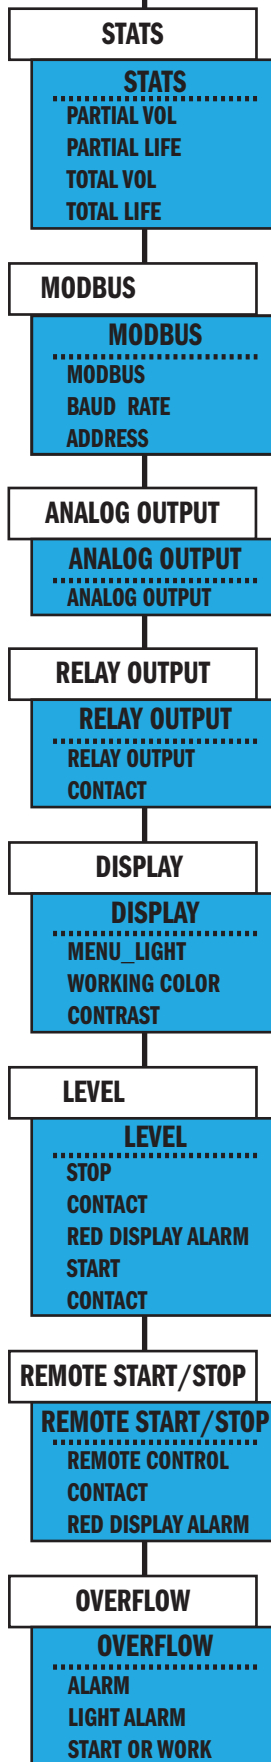 STATS
STATS
PARTIAL VOL
PARTIAL LIFE
TOTAL VOL
TOTAL LIFE
MODBUS
MODBUS
MODBUS
BAUD RATE
ADDRESS
ANALOG OUTPUT
ANALOG OUTPUT
ANALOG OUTPUT
RELAY OUTPUT
RELAY OUTPUT
RELAY OUTPUT
CONTACT
DISPLAY
DISPLAY
MENU_LIGHT
WORKING COLOR
CONTRAST
LEVEL
LEVEL
STOP
CONTACT
RED DISPLAY ALARM
START
CONTACT
REMOTE START/STOP
REMOTE START/STOP
REMOTE CONTROL
CONTACT
RED DISPLAY ALARM
OVERFLOW
OVERFLOW
ALARM
LIGHT ALARM
START OR WORK